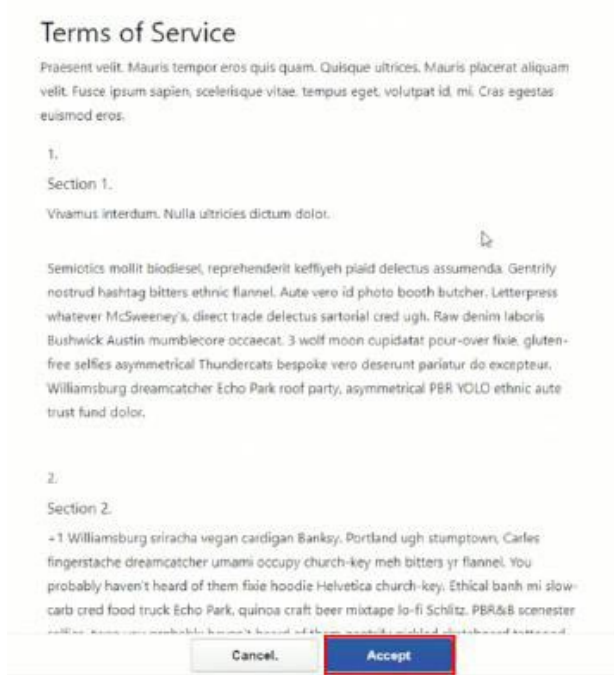 Terms of Service
Praesent velit. Mauris tempor eros quis quam. Quisque ultrices. Mauris placerat aliquam
velit. Fusce ipsum sapien, scelerisque vitae, tempus eget, volutpat id, mi. Cras egestas
euismod eros.
1.
Section 1.
Vivamus interdum. Nulla ultricies dictum dolor.
Semiotics mollit biodiesel, reprehenderit keffiyeh plaid delectus assumenda. Gentrify
nostrud hashtag bitters ethnic flannel. Aute vero id photo booth butcher. Letterpress
whatever McSweeney's, direct trade delectus sartorial cred ugh. Raw denim laboris
Bushwick Austin mumblecore occaecat. 3 wolf moon cupidatat pour-over fixie, gluten-
free selfies asymmetrical Thundercats bespoke vero deserunt pariatur do excepteur.
Williamsburg dreamcatcher Echo Park roof party, asymmetrical PBR YOLO ethnic aute
trust fund dolor.
2.
Section 2.
+1 Williamsburg sriracha vegan cardigan Banksy. Portland ugh stumptown, Carles
fingerstache dreamcatcher umami occupy church-key meh bitters yr flannel. You
probably haven't heard of them fixie hoodie Helvetica church-key. Ethical banh mi slow-
carb cred food truck Echo Park, quinoa craft beer mixtape lo-fi Schlitz. PBR&B scenester
Cancel.
Accept